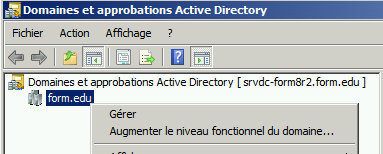 Domaines et approbations Active Directory
Fichier Action Affichage ?
Domaines et approbations Active Directory [ srvdc-form8r2.form.edu ]
form.edu
Gérer
Augmenter le niveau fonctionnel du domaine...